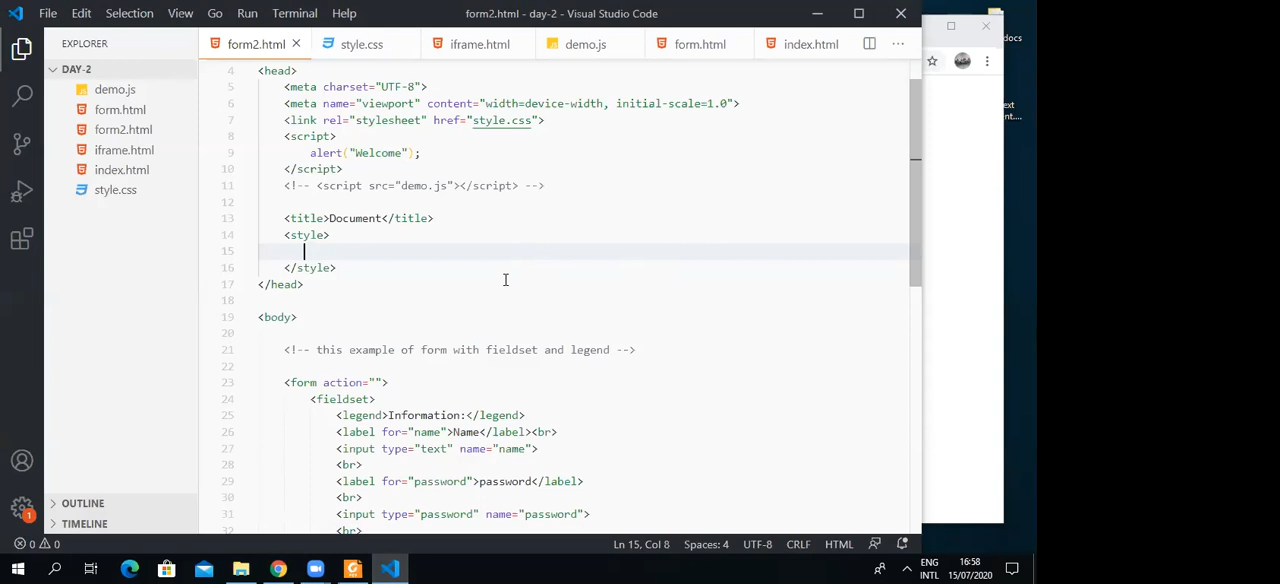 File Edit Selection View Go Run Terminal Help form2.html - day-2 - Visual Studio Code
EXPLORER
form2.html style.css iframe.html demo.js form.html index.html
DAY-2
demo.js
form.html
form2.html
iframe.html
index.html
style.css
OUTLINE
TIMELINE
4 <head>
5 <meta charset="UTF-8">
6 <meta name="viewport" content="width=device-width, initial-scale=1.0">
7 <link rel="stylesheet" href="style.css">
8 <script>
9 alert("Welcome");
10 </script>
11 <!-- <script src="demo.js"></script> -->
12
13 <title>Document</title>
14 <style>
15
16 </style>
17 </head>
18
19 <body>
20
21 <!-- this example of form with fieldset and legend -->
22
23 <form action="">
24 <fieldset>
25 <legend>Information:</legend>
26 <label for="name">Name</label><br>
27 <input type="text" name="name">
28 <br>
29 <label for="password">password</label>
30 <br>
31 <input type="password" name="password">
32 <br>
docs
1
0 0 Ln 15, Col 8 Spaces: 4 UTF-8 CRLF HTML
ENG 16:58
INTL 15/07/2020